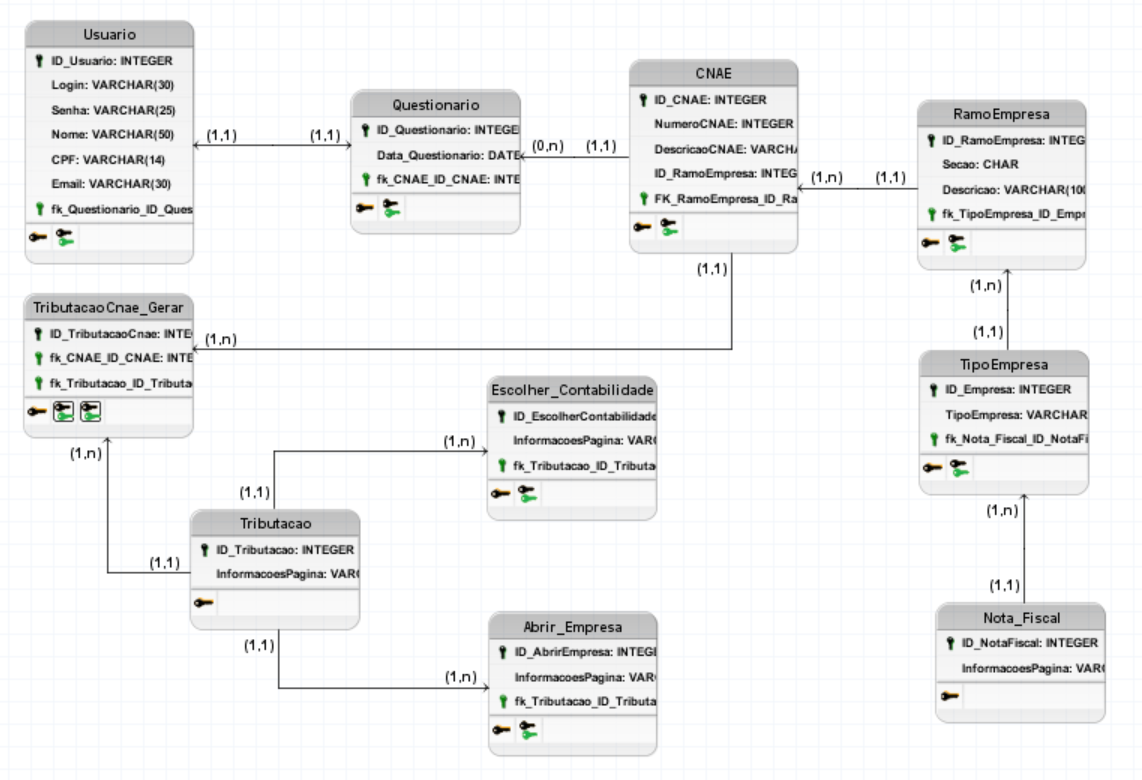 Usuario
ID_Usuario: INTEGER
Login: VARCHAR(30)
Senha: VARCHAR(25)
Nome: VARCHAR(50)
CPF: VARCHAR(14)
Email: VARCHAR(30)
fk_Questionario_ID_Ques
(1,1)
(1,1)
Questionario
ID_Questionario: INTEGE
Data_Questionario: DATE
fk_CNAE_ID_CNAE: INTE
(0,n)
(1,1)
CNAE
ID_CNAE: INTEGER
NumeroCNAE: INTEGER
DescricaoCNAE: VARCHA
ID_RamoEmpresa: INTEG
FK_RamoEmpresa_ID_Ra
(1,n)
(1,1)
RamoEmpresa
ID_RamoEmpresa: INTEG
Secao: CHAR
Descricao: VARCHAR(100
fk_TipoEmpresa_ID_Empr
(1,1)
(1,n)
(1,n)
(1,1)
TributacaoCnae_Gerar
ID_TributacaoCnae: INTE
fk_CNAE_ID_CNAE: INTE
fk_Tributacao_ID_Tributa
(1,n)
(1,1)
TipoEmpresa
ID_Empresa: INTEGER
TipoEmpresa: VARCHAR
fk_Nota_Fiscal_ID_NotaFi
(1,n)
(1,1)
Escolher_Contabilidade
ID_EscolherContabilidade
InformacoesPagina: VARC
fk_Tributacao_ID_Tributa
(1,n)
(1,1)
Tributacao
ID_Tributacao: INTEGER
InformacoesPagina: VARC
(1,1)
(1,n)
Abrir_Empresa
ID_AbrirEmpresa: INTEGI
InformacoesPagina: VARC
fk_Tributacao_ID_Tributa
Nota_Fiscal
ID_NotaFiscal: INTEGER
InformacoesPagina: VARC